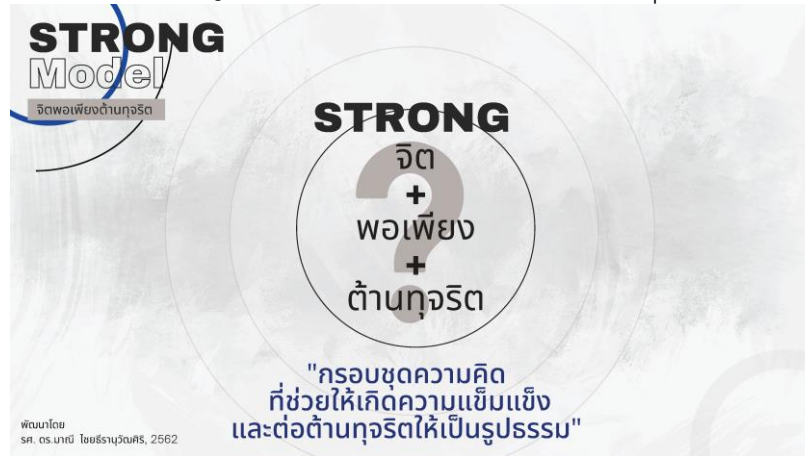 STRONG
Model
จิตพอเพียงต้านทุจริต
STRONG
จิต
+
พอเพียง
+
ต้านทุจริต
?
"กรอบชุดความคิด
ที่ช่วยให้เกิดความแข็มแข็ง
และต่อต้านทุจริตให้เป็นรูปธรรม"
พัฒนาโดย
รศ. ดร.มาณี ไชยธีรานุวัฒศิริ, 2562